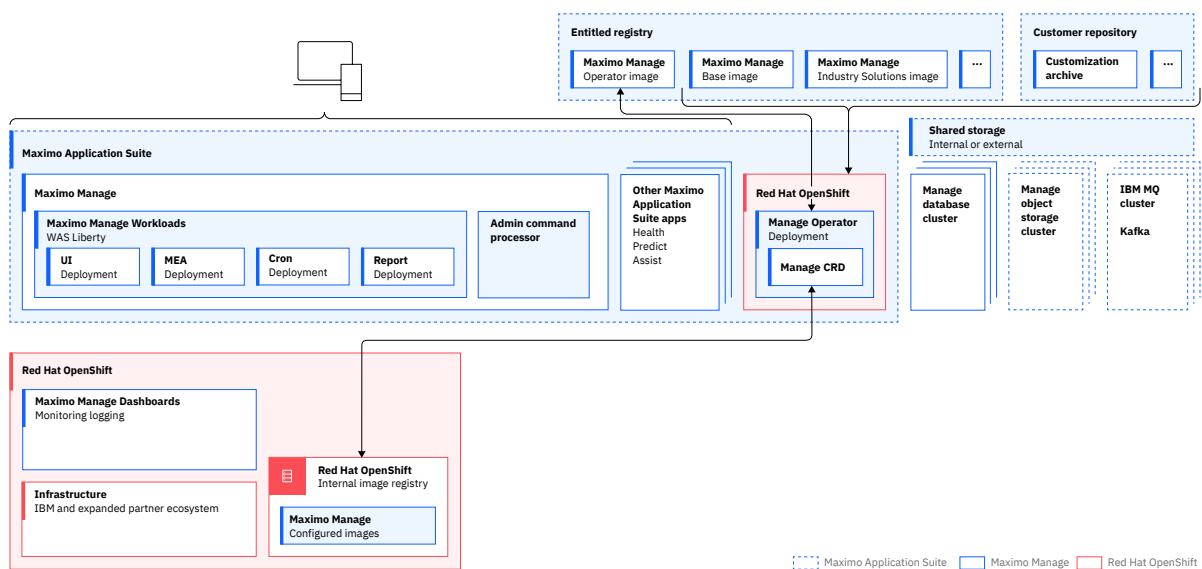 Entitled registry
Maximo Manage
Operator image
Maximo Manage
Base image
Maximo Manage
Industry Solutions image
...
Customer repository
Customization
archive
...
Maximo Application Suite
Maximo Manage
Maximo Manage Workloads
WAS Liberty
UI
Deployment
MEA
Deployment
Cron
Deployment
Report
Deployment
Admin command
processor
Other Maximo
Application
Suite apps
Health
Predict
Assist
Red Hat OpenShift
Manage Operator
Deployment
Manage CRD
Shared storage
Internal or external
Manage
database
cluster
Manage
object
storage
cluster
IBM MQ
cluster
Kafka
Red Hat OpenShift
Maximo Manage Dashboards
Monitoring logging
Infrastructure
IBM and expanded partner ecosystem
Red Hat OpenShift
Internal image registry
Maximo Manage
Configured images
Maximo Application Suite
Maximo Manage
Red Hat OpenShift